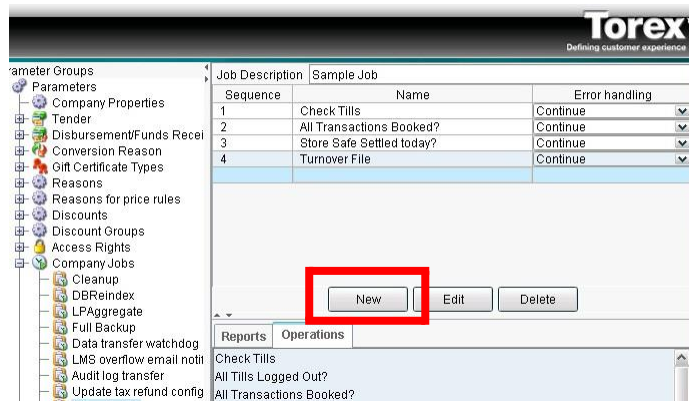 Torex
Defining customer experience
rameter Groups
Parameters
Company Properties
Tender
Disbursement/Funds Recei
Conversion Reason
Gift Certificate Types
Reasons
Reasons for price rules
Discounts
Discount Groups
Access Rights
Company Jobs
Cleanup
DBReindex
LPAggregate
Full Backup
Data transfer watchdog
LMS overflow email notif
Audit log transfer
Update tax refund config
Job Description Sample Job
Sequence Name Error handling
1 Check Tills Continue
2 All Transactions Booked? Continue
3 Store Safe Settled today? Continue
4 Turnover File Continue
New Edit Delete
Reports Operations
Check Tills
All Tills Logged Out?
All Transactions Booked?